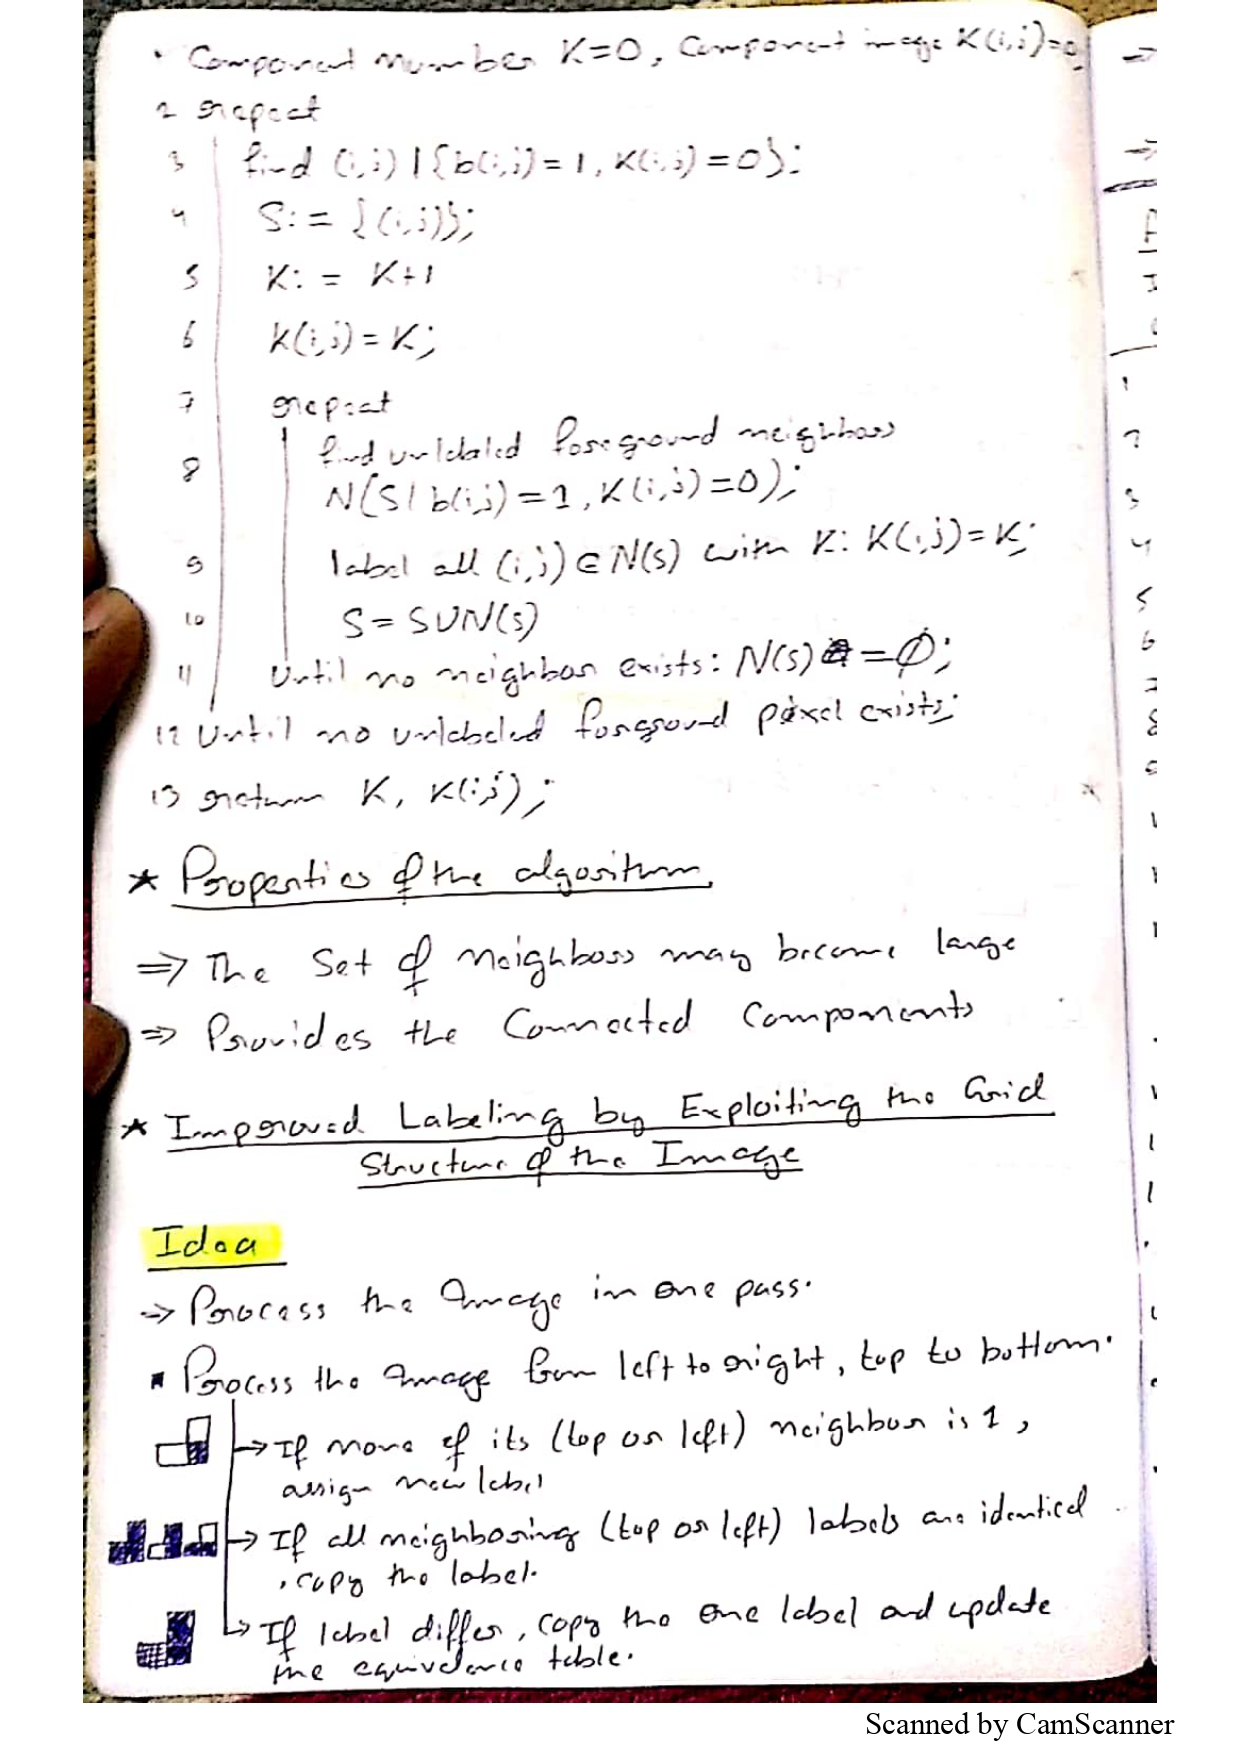 · Component number K=0, Component image K(i,j)=0
2 repeat
3 find (i,j) | {b(i,j)=1, K(i,j)=0};
4 S:= {(i,j)};
5 K:= K+1
6 k(i,j)=K;
7 repeat
8 find unlabeled foreground neighbors
N(S| b(i,j)=1, K(i,j)=0);
9 label all (i,j)∈N(s) with K: K(i,j)=K;
10 S=S∪N(s)
11 Until no neighbor exists: N(s)=∅;
12 Until no unlabeled foreground pixel exists;
13 return K, K(i,j);
★ Properties of the algorithm
⇒ The Set of neighbors may become large
⇒ Provides the Connected Components
★ Improved Labeling by Exploiting the Grid
Structure of the Image
Idea
→ Process the Image in one pass.
▪ Process the Image from left to right, top to bottom.
→ If none of its (top or left) neighbor is 1,
assign new label
→ If all neighboring (top or left) labels are identical
, copy the label.
→ If label differ, copy the one label and update
the equivalence table.
Scanned by CamScanner